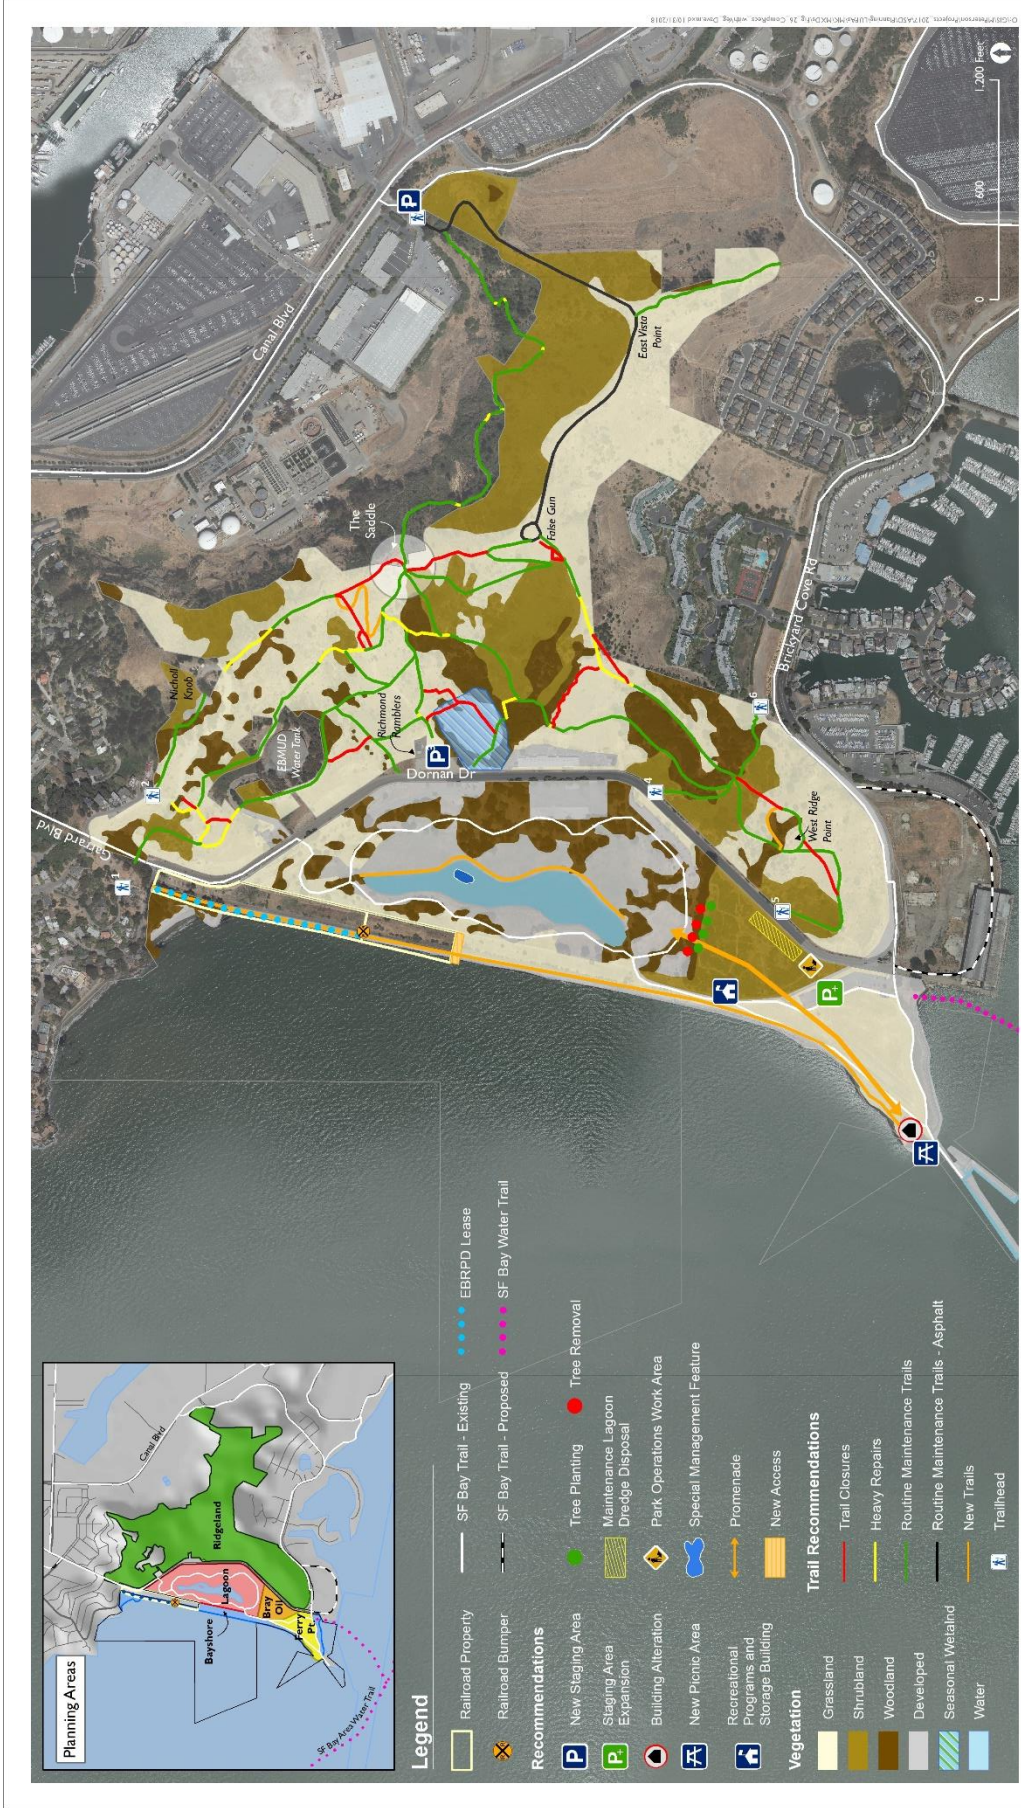 Planning Areas
Canal Blvd
Ridgeland
Lagoon
Bayshore
Bray
Oil
Ferry
Pt.
SF Bay Area Water Trail
Legend
Railroad Property
SF Bay Trail - Existing
EBRPD Lease
Railroad Bumper
SF Bay Trail - Proposed
SF Bay Water Trail
Recommendations
New Staging Area
Tree Planting
Tree Removal
Staging Area
Expansion
Maintenance Lagoon
Dredge Disposal
Building Alteration
Park Operations Work Area
New Picnic Area
Special Management Feature
Recreational
Programs and
Storage Building
Promenade
New Access
Vegetation
Grassland
Shrubland
Woodland
Developed
Seasonal Wetalnd
Water
Trail Recommendations
Trail Closures
Heavy Repairs
Routine Maintenance Trails
Routine Maintenance Trails - Asphalt
New Trails
Trailhead
Garrard Blvd
1
2
Nicholl
Knob
EBMUD
Water Tank
Richmond
Ramblers
Dornan Dr
The
Saddle
Canal Blvd
False Gun
East Vista
Point
4
5
6
West Ridge
Point
Brickyard Cove Rd
P
P
P+
0
600
1,200 Feet